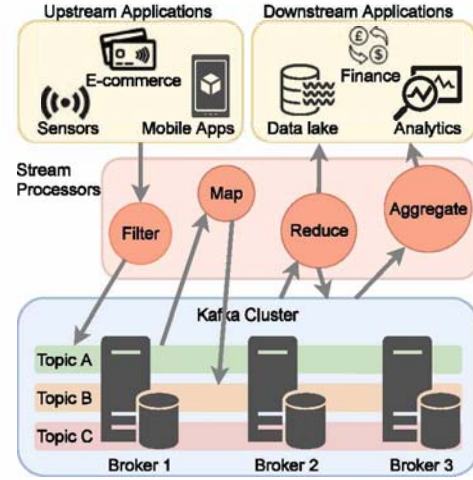 Upstream Applications
Downstream Applications
E-commerce
Sensors
Mobile Apps
£
$
Finance
Data lake
Analytics
Stream
Processors
Filter
Map
Reduce
Aggregate
Kafka Cluster
Topic A
Topic B
Topic C
Broker 1
Broker 2
Broker 3